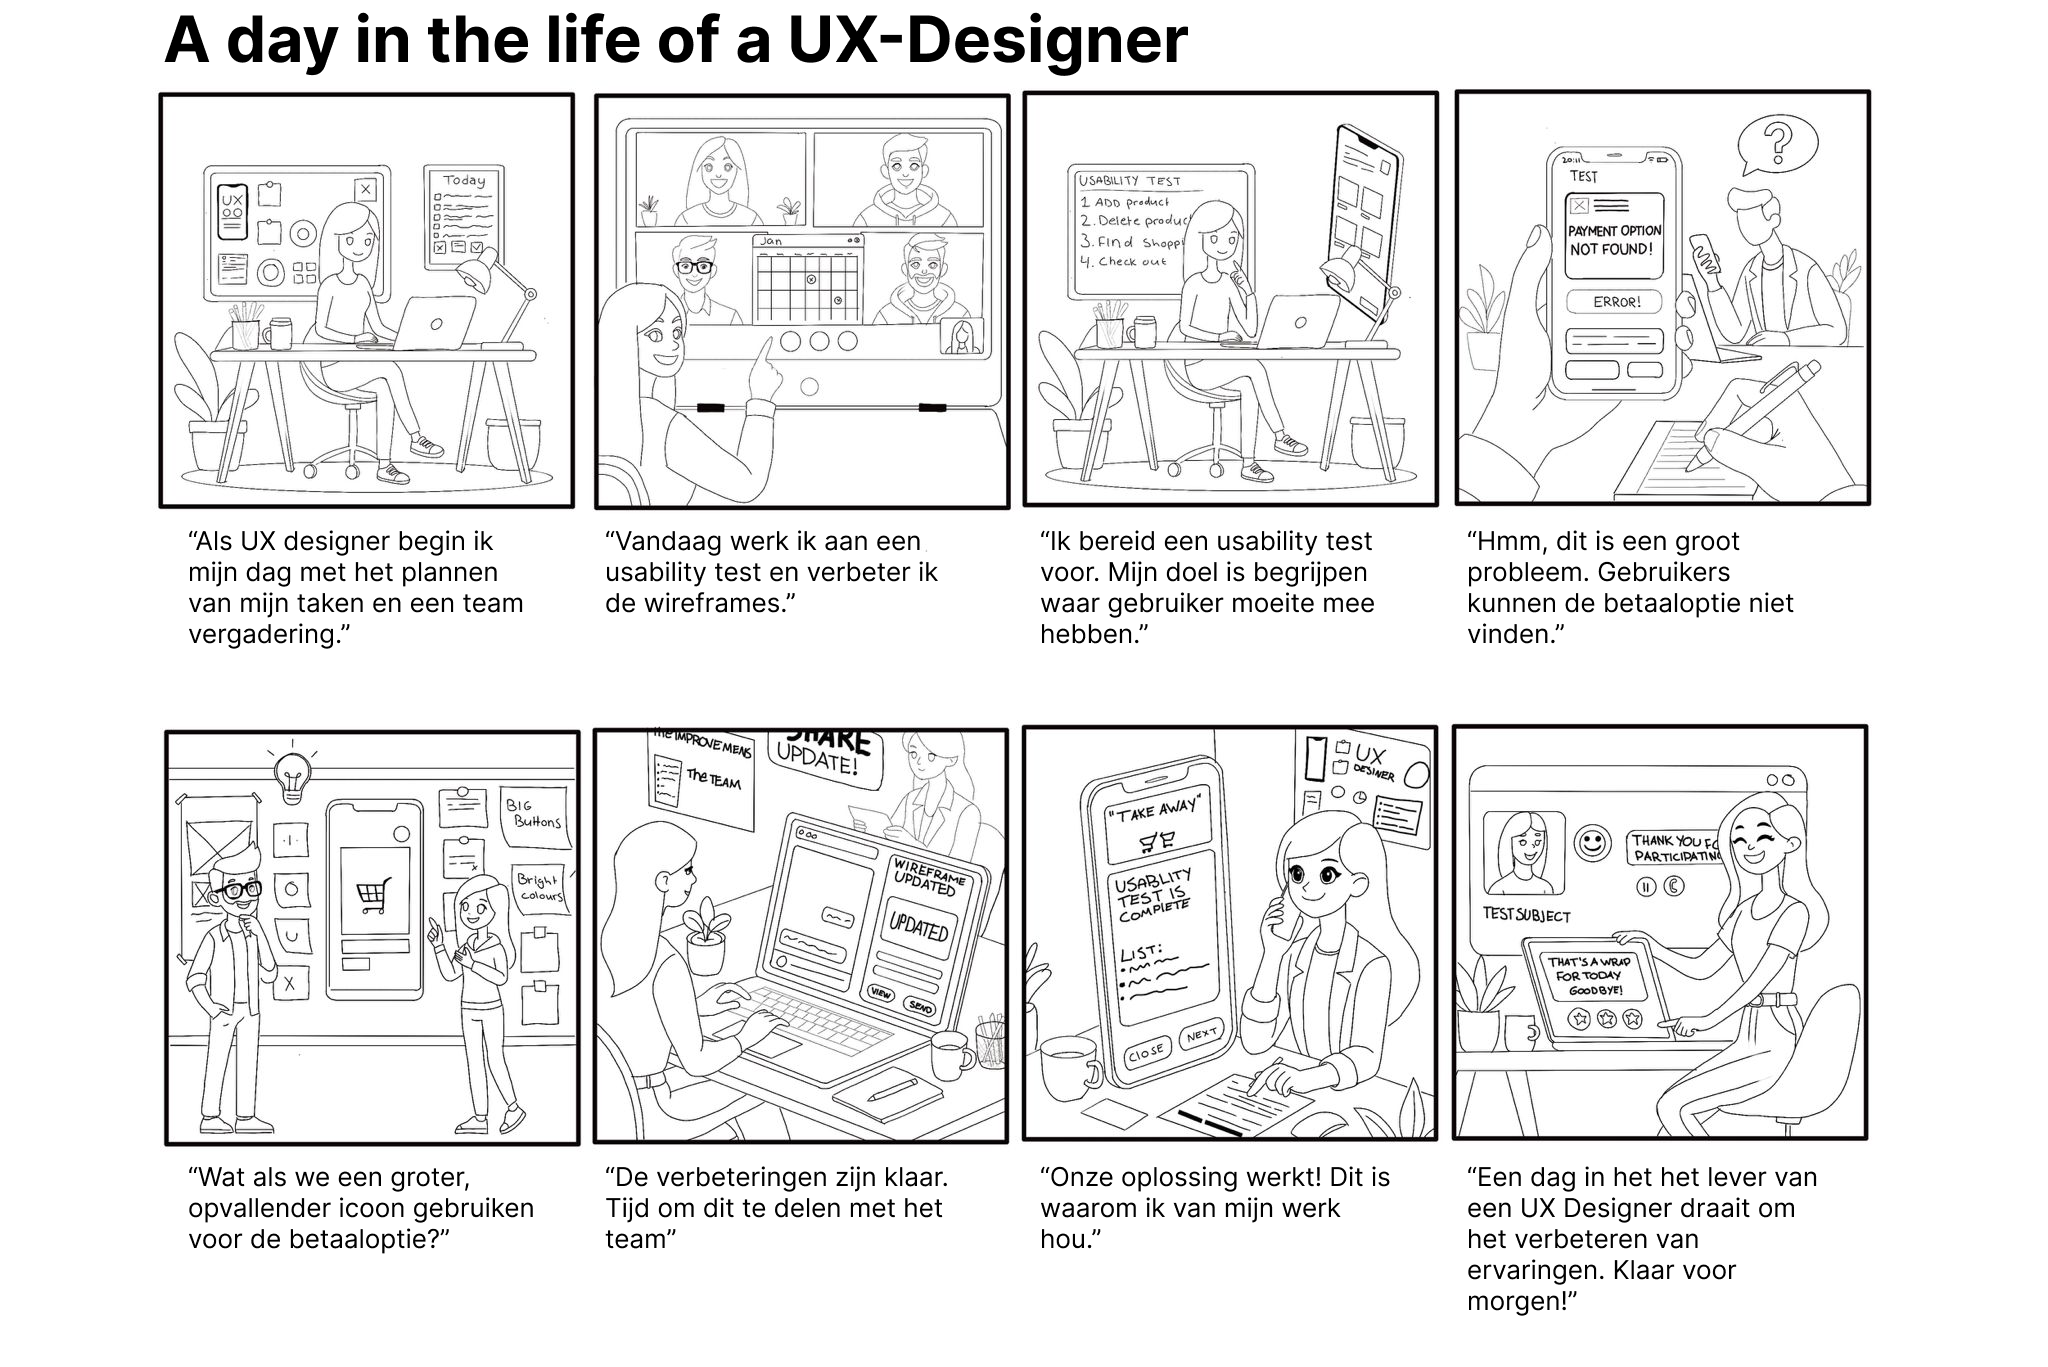 A day in the life of a UX-Designer
UX
Today
“Als UX designer begin ik
mijn dag met het plannen
van mijn taken en een team
vergadering.”
Jan
“Vandaag werk ik aan een
usability test en verbeter ik
de wireframes.”
USABILITY TEST
1 ADD product
2. Delete produc
3. Find Shopp
4. Check out
“Ik bereid een usability test
voor. Mijn doel is begrijpen
waar gebruiker moeite mee
hebben.”
20:11
TEST
PAYMENT OPTION
NOT FOUND!
ERROR!
?
“Hmm, dit is een groot
probleem. Gebruikers
kunnen de betaaloptie niet
vinden.”
BIG
Buttons
Bright
colours
“Wat als we een groter,
opvallender icoon gebruiken
voor de betaaloptie?”
The IMPROVEMENS
The TEAM
SHARE
UPDATE!
WIREFRAME
UPDATED
UPDATED
VIEW
SEND
“De verbeteringen zijn klaar.
Tijd om dit te delen met het
team”
"TAKE AWAY"
USABLITY
TEST IS
COMPLETE
LIST:
CLOSE
NEXT
UX
DESINER
“Onze oplossing werkt! Dit is
waarom ik van mijn werk
hou.”
THANK YOU FO
PARTICIPATING
TEST SUBJECT
THAT'S A WRAP
FOR TODAY
GOODBYE!
“Een dag in het het lever van
een UX Designer draait om
het verbeteren van
ervaringen. Klaar voor
morgen!”